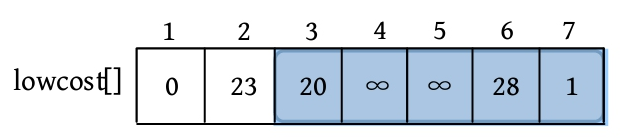 1 2 3 4 5 6 7
lowcost[] 0 23 20 ∞ ∞ 28 1